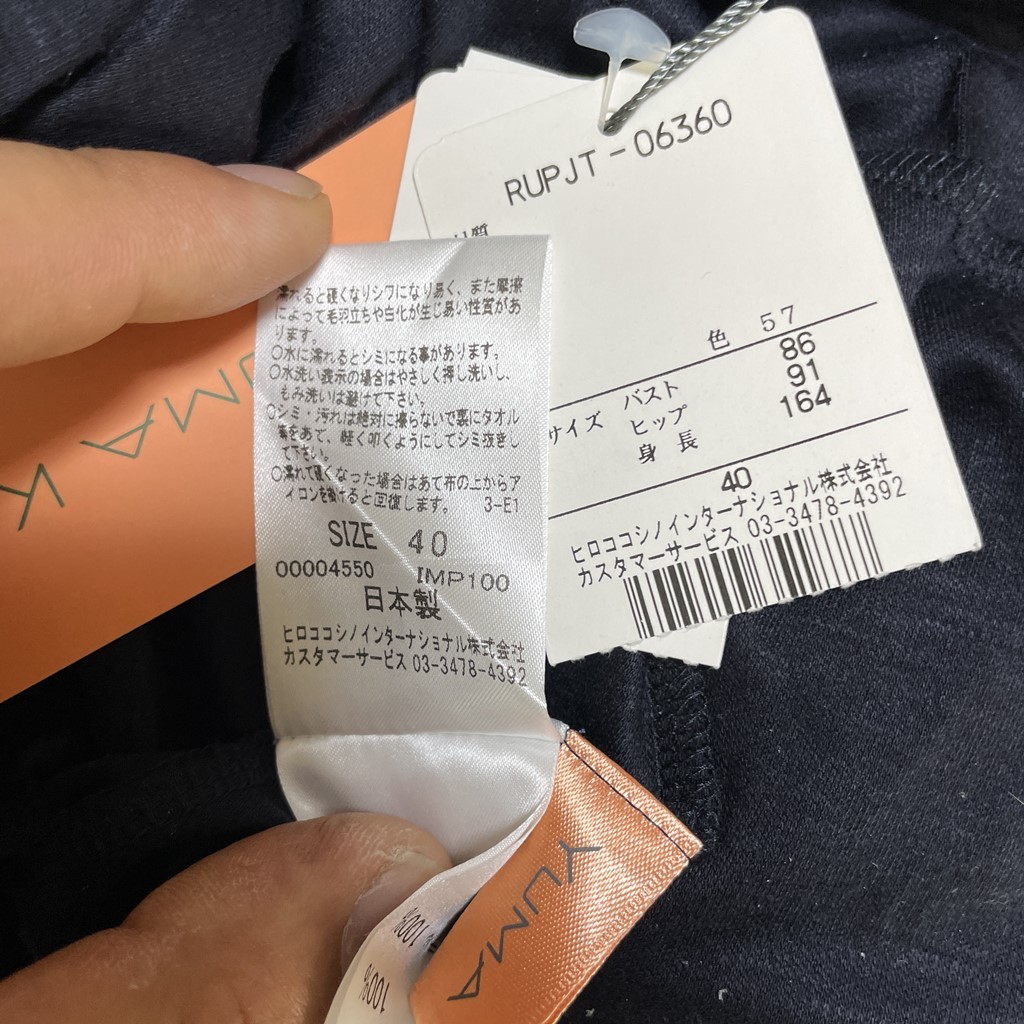 RUPJT-06360
質
色 57
サイズ バスト 86
ヒップ 91
身長 164
40
ヒロココシノインターナショナル株式会社
カスタマーサービス 03-3478-4392
濡れると硬くなりシワになり易く、また摩擦
によって毛羽立ちや白化が生じ易い性質があ
ります。
○水に濡れるとシミになる事があります。
○水洗い表示の場合はやさしく押し洗いし、
もみ洗いは避けて下さい。
○シミ・汚れは絶対に擦らないで裏にタオル
等をあて、軽く叩くようにしてシミ抜きし
て下さい。
○濡れて硬くなった場合はあて布の上からア
イロンを掛けると回復します。 3-E1
SIZE 40
00004550 IMP100
日本製
ヒロココシノインターナショナル株式会社
カスタマーサービス 03-3478-4392
YUMA K
YUMA
100%
100%